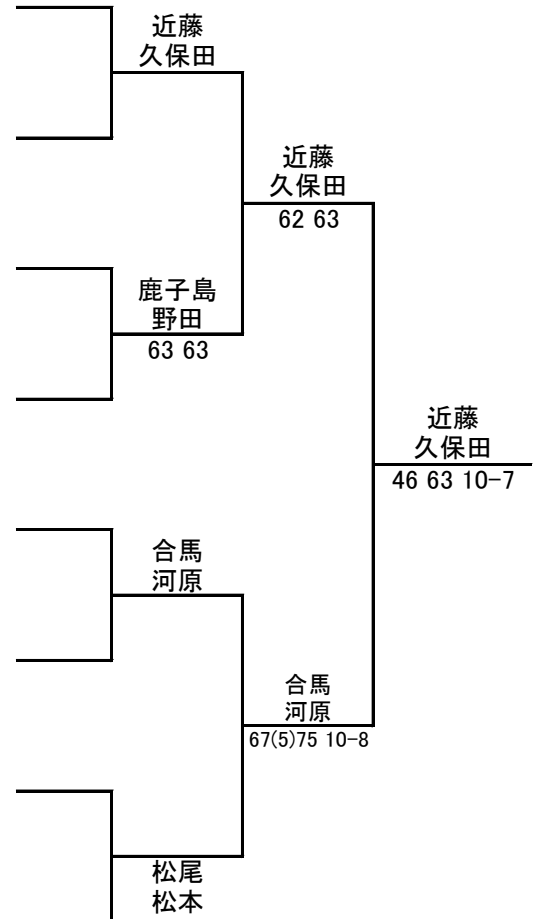 近藤
久保田
近藤
久保田
62 63
鹿子島
野田
63 63
近藤
久保田
46 63 10-7
合馬
河原
合馬
河原
67(5)75 10-8
松尾
松本